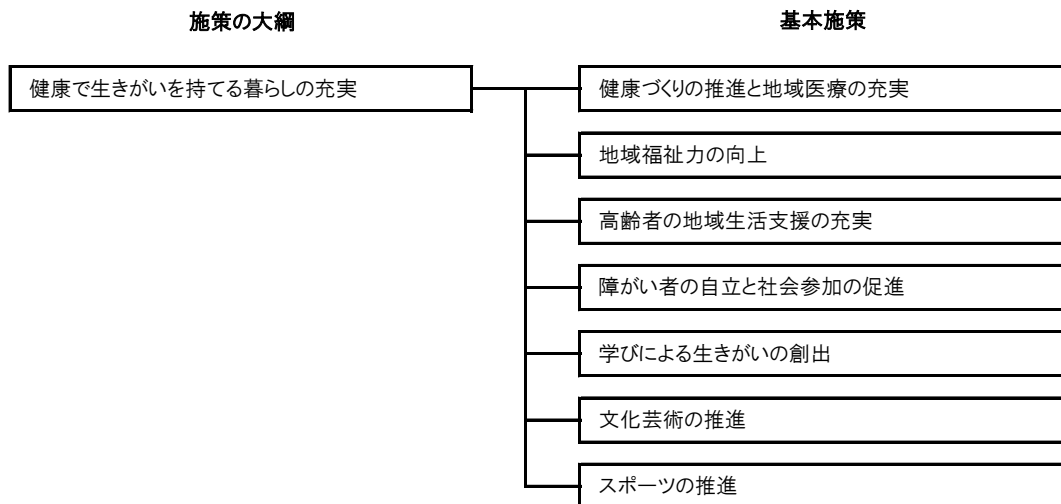 施策の大綱
基本施策
健康で生きがいを持てる暮らしの充実
健康づくりの推進と地域医療の充実
地域福祉力の向上
高齢者の地域生活支援の充実
障がい者の自立と社会参加の促進
学びによる生きがいの創出
文化芸術の推進
スポーツの推進